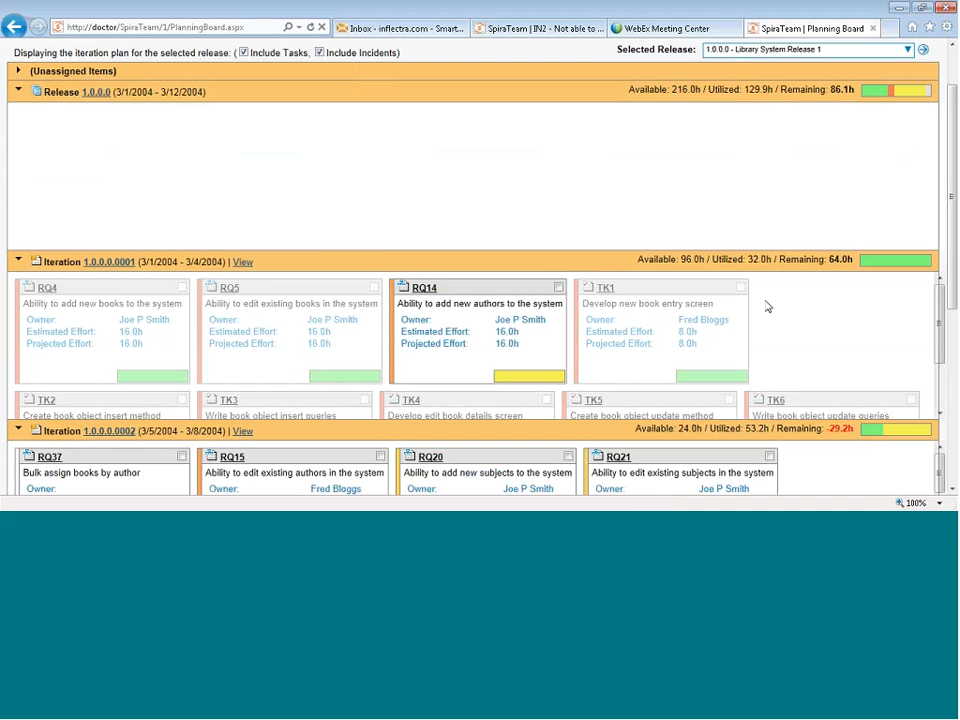 http://doctor/SpiraTeam/1/PlanningBoard.aspx
Inbox - inflectra.com - Smart...
SpiraTeam | IN2 - Not able to ...
WebEx Meeting Center
SpiraTeam | Planning Board
Displaying the iteration plan for the selected release: ( Include Tasks, Include Incidents)
Selected Release: 1.0.0.0 - Library System Release 1
(Unassigned Items)
Release 1.0.0.0 (3/1/2004 - 3/12/2004) Available: 216.0h / Utilized: 129.9h / Remaining: 86.1h
Iteration 1.0.0.0.0001 (3/1/2004 - 3/4/2004) | View Available: 96.0h / Utilized: 32.0h / Remaining: 64.0h
RQ4 RQ5 RQ14 TK1
Ability to add new books to the system Ability to edit existing books in the system Ability to add new authors to the system Develop new book entry screen
Owner: Joe P Smith Owner: Joe P Smith Owner: Joe P Smith Owner: Fred Bloggs
Estimated Effort: 16.0h Estimated Effort: 16.0h Estimated Effort: 16.0h Estimated Effort: 8.0h
Projected Effort: 16.0h Projected Effort: 16.0h Projected Effort: 16.0h Projected Effort: 8.0h
TK2 TK3 TK4 TK5 TK6
Create book object insert method Write book object insert queries Develop edit book details screen Create book object update method Write book object update queries
Iteration 1.0.0.0.0002 (3/5/2004 - 3/8/2004) | View Available: 24.0h / Utilized: 53.2h / Remaining: -29.2h
RQ37 RQ15 RQ20 RQ21
Bulk assign books by author Ability to edit existing authors in the system Ability to add new subjects to the system Ability to edit existing subjects in the system
Owner: Owner: Fred Bloggs Owner: Joe P Smith Owner: Joe P Smith
100%